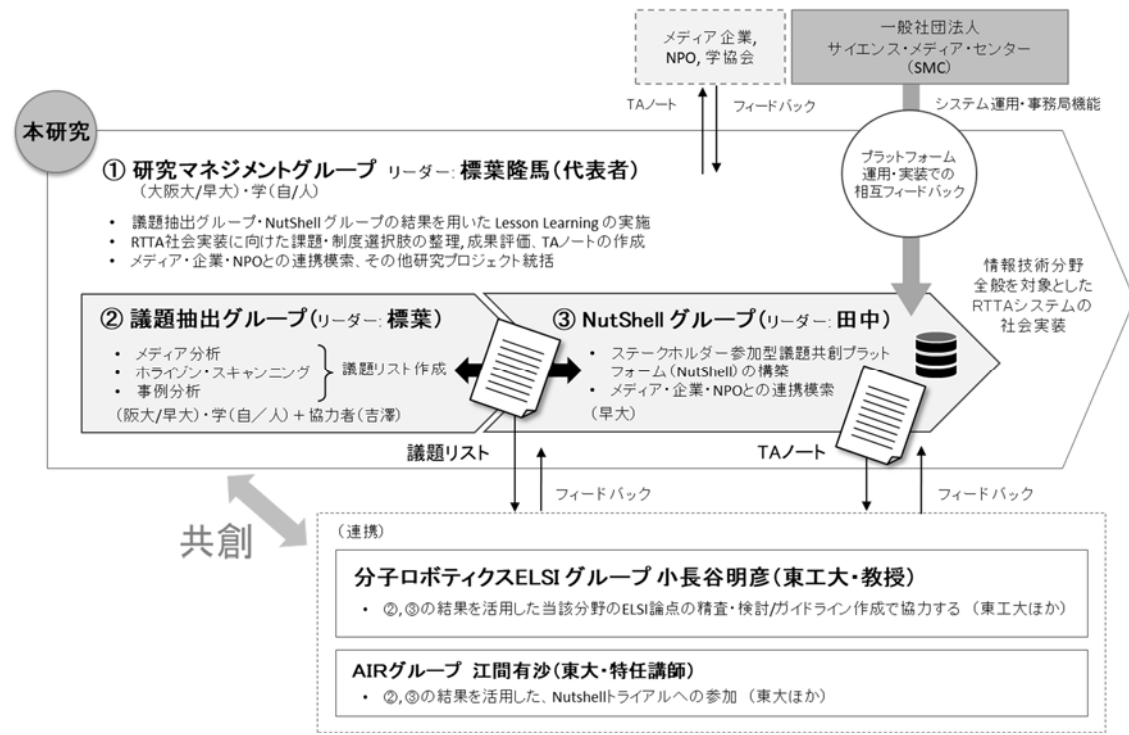 メディア企業,
NPO, 学協会
一般社団法人
サイエンス・メディア・センター
(SMC)
TAノート
フィードバック
システム運用・事務局機能
本研究
プラットフォーム
運用・実装での
相互フィードバック
① 研究マネジメントグループ リーダー: 標葉隆馬(代表者)
(大阪大/早大)・学(自/人)
• 議題抽出グループ・NutShellグループの結果を用いた Lesson Learning の実施
• RTTA社会実装に向けた課題・制度選択肢の整理, 成果評価、TAノートの作成
• メディア・企業・NPOとの連携模索、その他研究プロジェクト統括
情報技術分野
全般を対象とした
RTTAシステムの
社会実装
② 議題抽出グループ(リーダー: 標葉)
• メディア分析
• ホライゾン・スキャンニング
• 事例分析
議題リスト作成
(阪大/早大)・学(自/人) + 協力者(吉澤)
③ NutShell グループ(リーダー: 田中)
• ステークホルダー参加型議題共創プラット
フォーム(NutShell)の構築
• メディア・企業・NPOとの連携模索
(早大)
議題リスト
TAノート
フィードバック
フィードバック
共創
(連携)
分子ロボティクスELSI グループ 小長谷明彦(東工大・教授)
• ②, ③の結果を活用した当該分野のELSI論点の精査・検討/ガイドライン作成で協力する (東工大ほか)
AIRグループ 江間有沙(東大・特任講師)
• ②, ③の結果を活用した、Nutshellトライアルへの参加 (東大ほか)